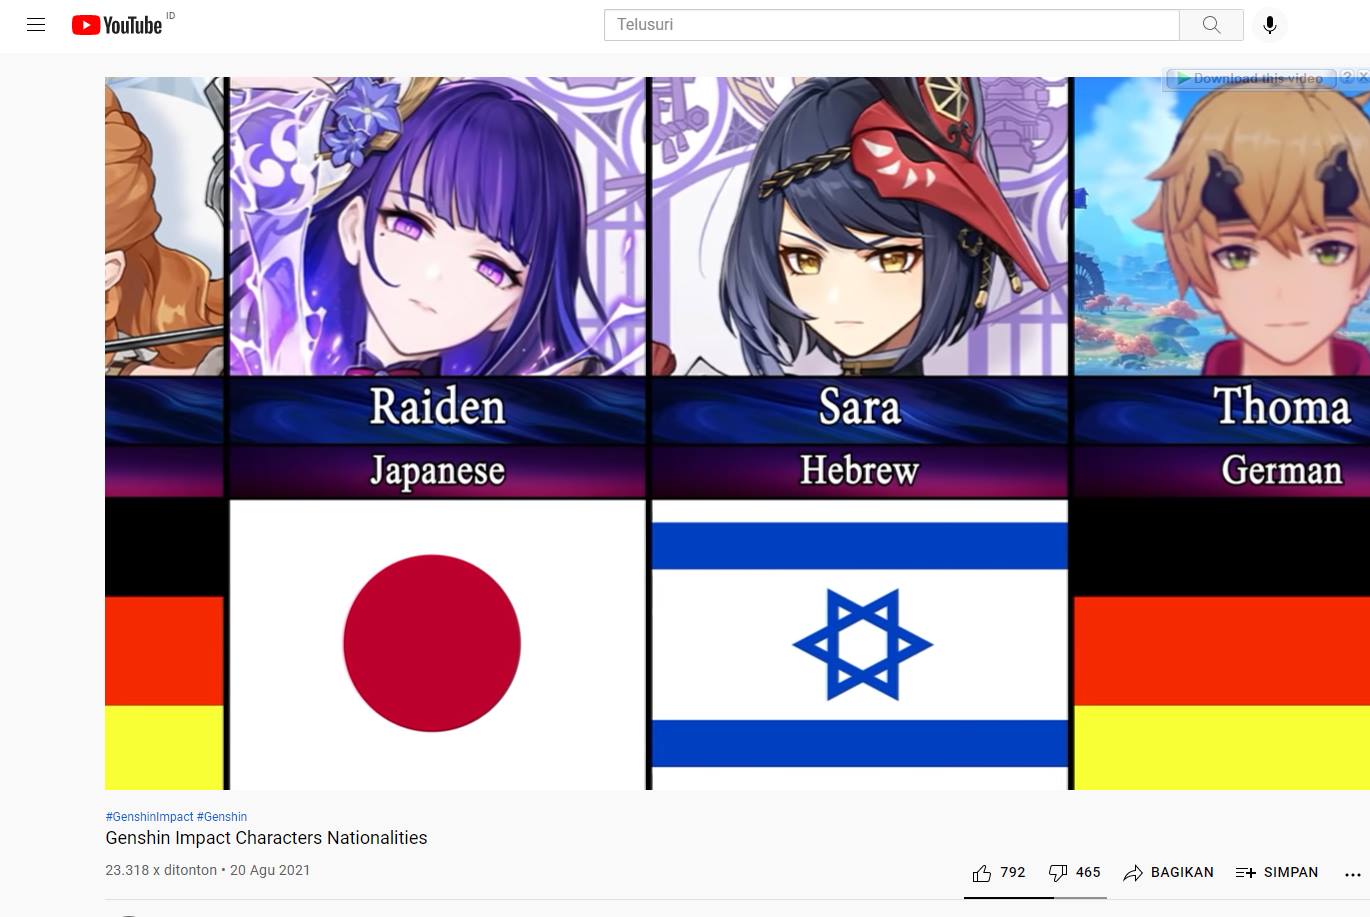 YouTube ID
Telusuri
Download this video ? X
Raiden
Sara
Thoma
Japanese
Hebrew
German
#GenshinImpact #Genshin
Genshin Impact Characters Nationalities
23.318 x ditonton • 20 Agu 2021
792
465
BAGIKAN
SIMPAN